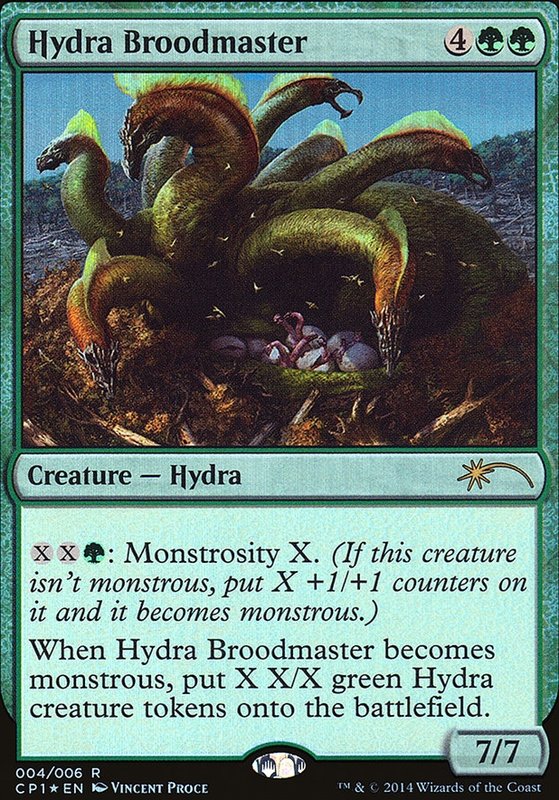 Hydra Broodmaster 4
Creature — Hydra
XX: Monstrosity X. (If this creature
isn't monstrous, put X +1/+1 counters on
it and it becomes monstrous.)
When Hydra Broodmaster becomes
monstrous, put X X/X green Hydra
creature tokens onto the battlefield.
7/7
004/006 R
CP1★EN VINCENT PROCE
™ & © 2014 Wizards of the Coast